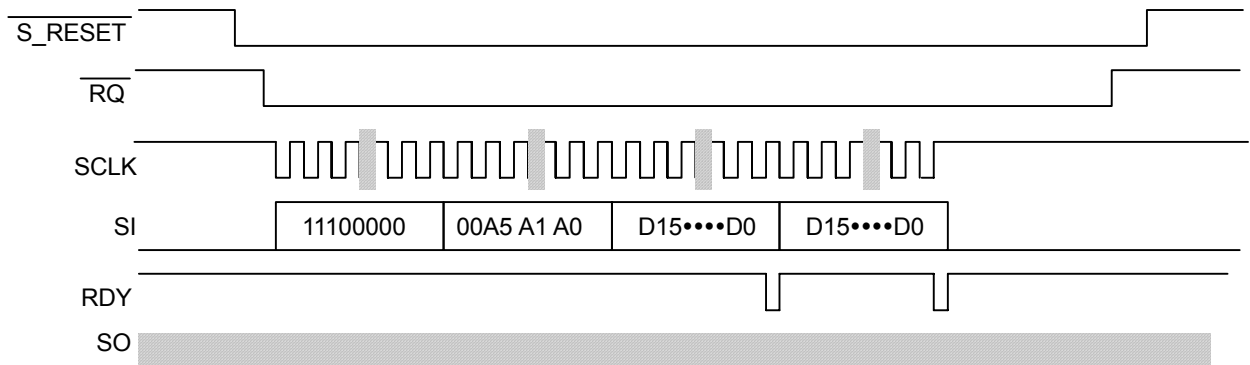 S_RESET
RQ
SCLK
SI 11100000 00A5 A1 A0 D15••••D0 D15••••D0
RDY
SO